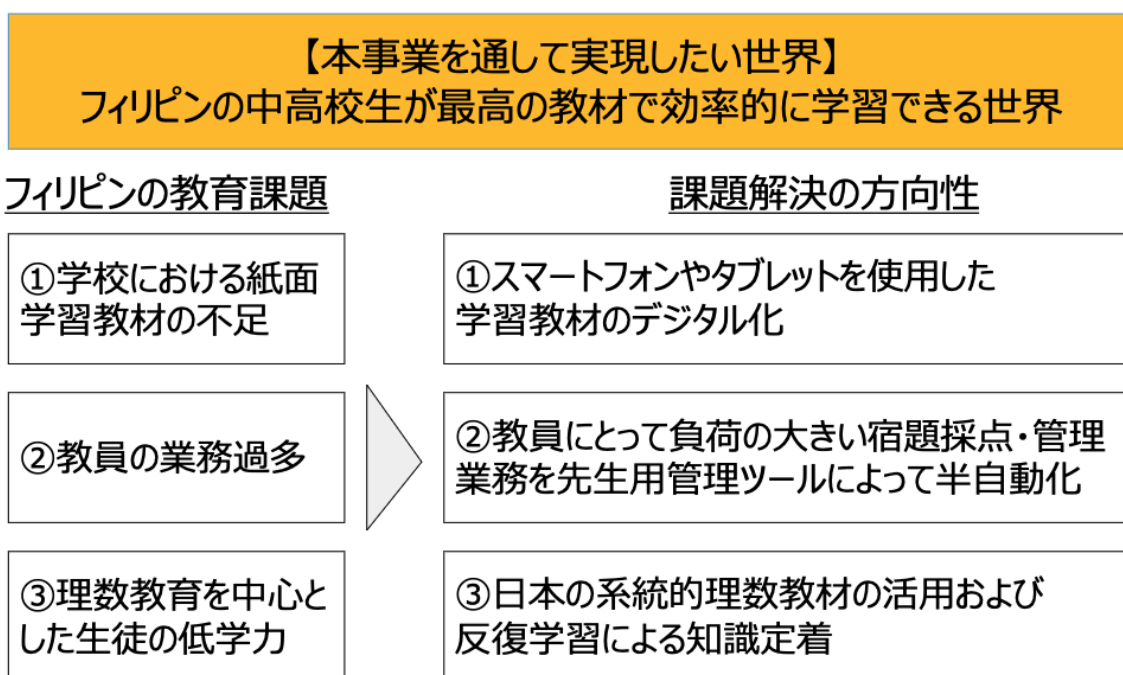 【本事業を通して実現したい世界】
フィリピンの中高校生が最高の教材で効率的に学習できる世界
フィリピンの教育課題
課題解決の方向性
①学校における紙面
学習教材の不足
①スマートフォンやタブレットを使用した
学習教材のデジタル化
②教員の業務過多
②教員にとって負荷の大きい宿題採点・管理
業務を先生用管理ツールによって半自動化
③理数教育を中心と
した生徒の低学力
③日本の系統的理数教材の活用および
反復学習による知識定着